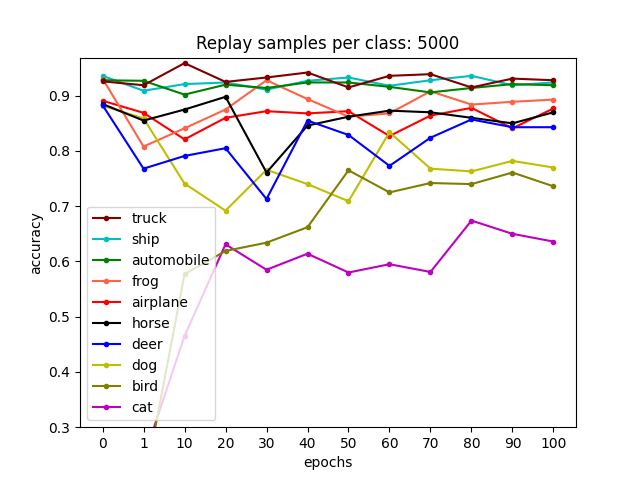 Replay samples per class: 5000
accuracy
0.9
0.8
0.7
0.6
0.5
0.4
0.3
truck
ship
automobile
frog
airplane
horse
deer
dog
bird
cat
0 1 10 20 30 40 50 60 70 80 90 100
epochs